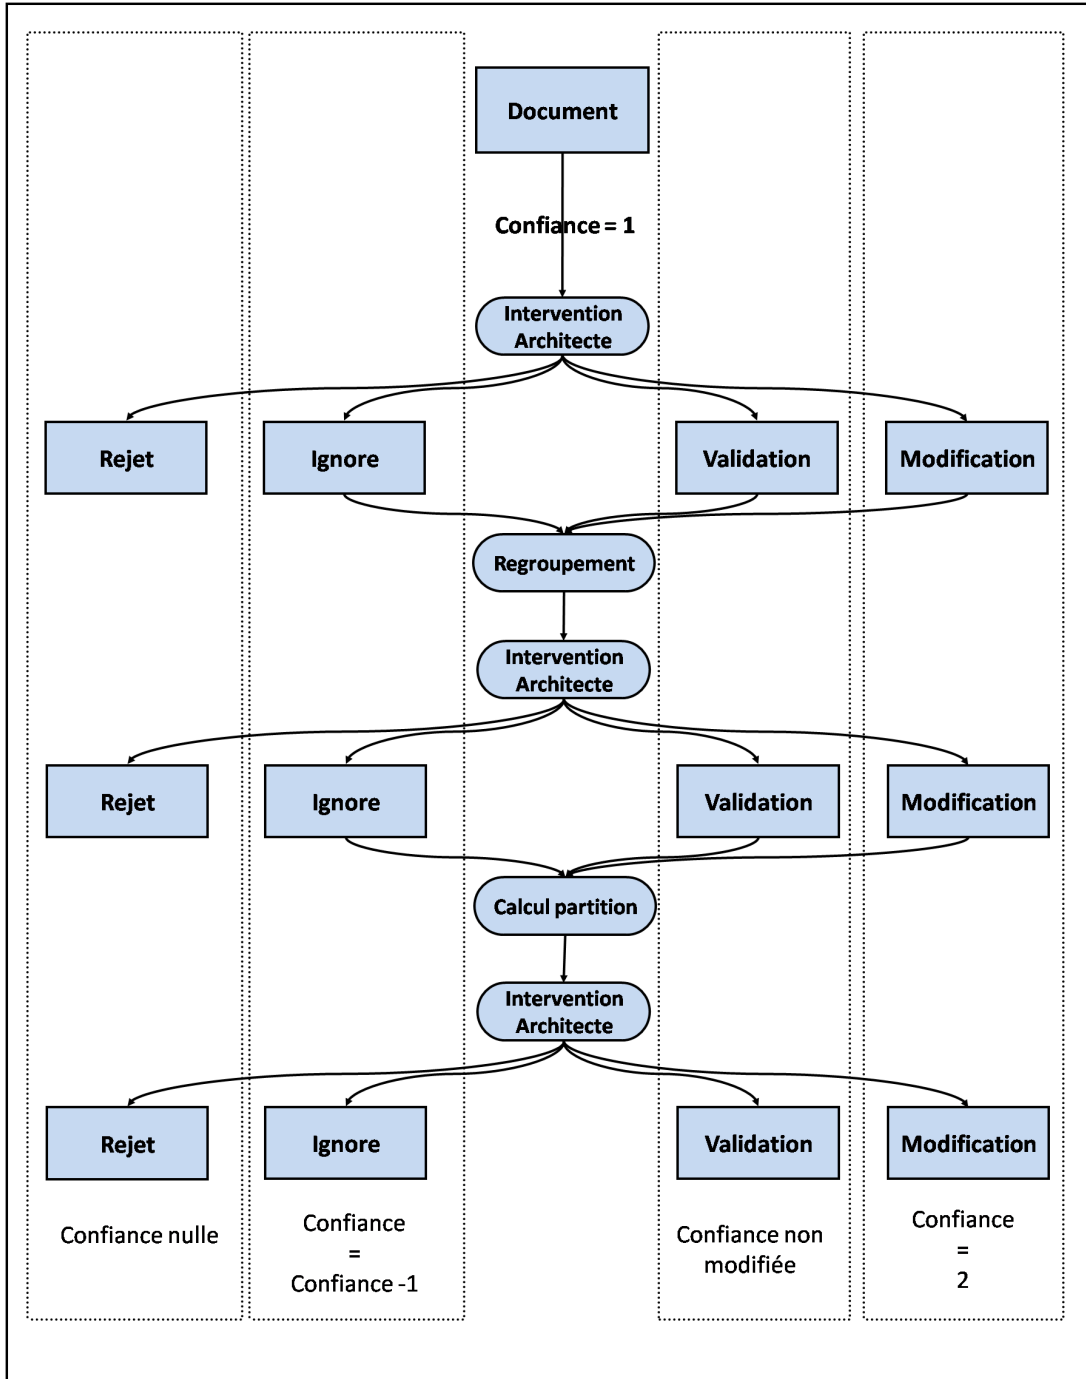 Document
Confiance = 1
Intervention
Architecte
Rejet
Ignore
Validation
Modification
Regroupement
Intervention
Architecte
Rejet
Ignore
Validation
Modification
Calcul partition
Intervention
Architecte
Rejet
Ignore
Validation
Modification
Confiance nulle
Confiance
=
Confiance -1
Confiance non
modifiée
Confiance
=
2